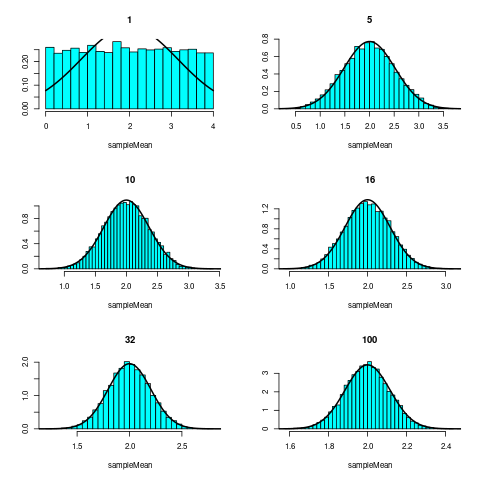 1
0.00 0.10 0.20
0 1 2 3 4
sampleMean
5
0.0 0.2 0.4 0.6 0.8
0.5 1.0 1.5 2.0 2.5 3.0 3.5
sampleMean
10
0.0 0.4 0.8
1.0 1.5 2.0 2.5 3.0 3.5
sampleMean
16
0.0 0.4 0.8 1.2
1.0 1.5 2.0 2.5 3.0
sampleMean
32
0.0 1.0 2.0
1.5 2.0 2.5
sampleMean
100
0 1 2 3
1.6 1.8 2.0 2.2 2.4
sampleMean